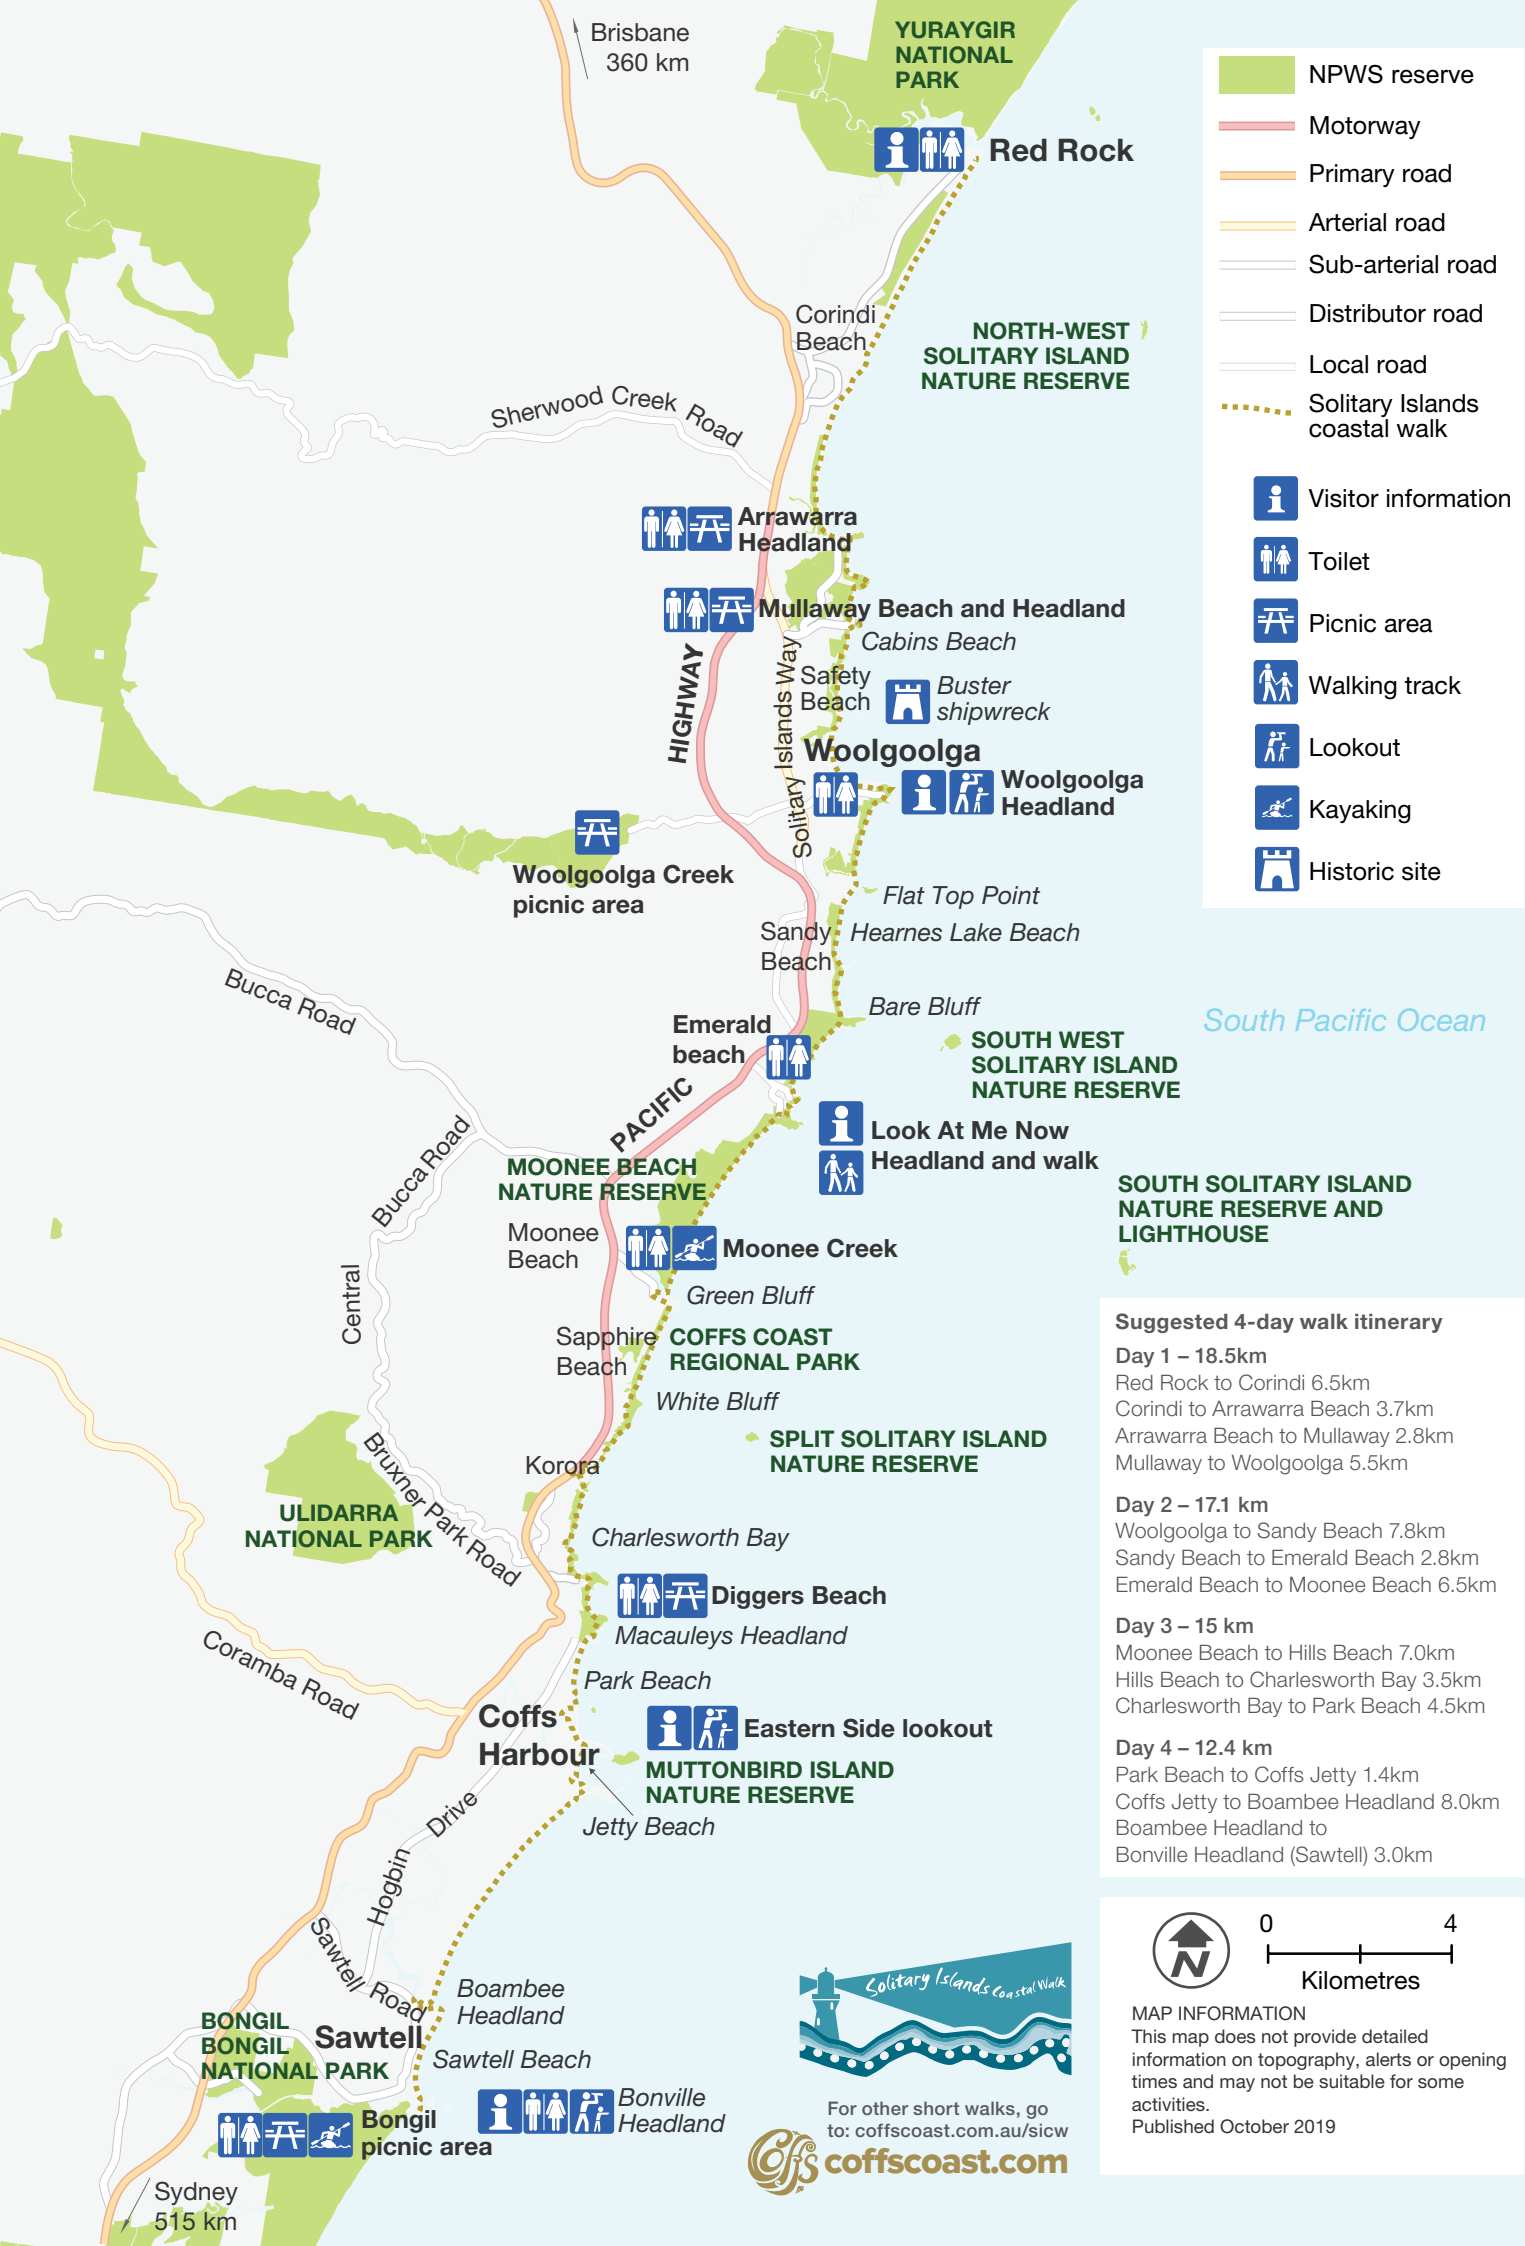 Brisbane
360 km
YURAYGIR
NATIONAL
PARK
Red Rock
Corindi
Beach
NORTH-WEST
SOLITARY ISLAND
NATURE RESERVE
Sherwood Creek Road
Arrawarra
Headland
Mullaway Beach and Headland
Cabins Beach
HIGHWAY
Solitary Islands Way
Safety
Beach
Buster
shipwreck
Woolgoolga
Woolgoolga
Headland
Woolgoolga Creek
picnic area
Flat Top Point
Sandy
Beach
Hearnes Lake Beach
Bucca Road
Bare Bluff
Emerald
beach
SOUTH WEST
SOLITARY ISLAND
NATURE RESERVE
South Pacific Ocean
PACIFIC
Look At Me Now
Headland and walk
Bucca Road
MOONEE BEACH
NATURE RESERVE
SOUTH SOLITARY ISLAND
NATURE RESERVE AND
LIGHTHOUSE
Moonee
Beach
Moonee Creek
Central
Green Bluff
Sapphire
Beach
COFFS COAST
REGIONAL PARK
White Bluff
SPLIT SOLITARY ISLAND
NATURE RESERVE
Korora
Bruxner Park Road
ULIDARRA
NATIONAL PARK
Charlesworth Bay
Diggers Beach
Macauleys Headland
Coramba Road
Park Beach
Coffs
Harbour
Eastern Side lookout
MUTTONBIRD ISLAND
NATURE RESERVE
Jetty Beach
Hogbin Drive
Sawtell Road
Boambee
Headland
BONGIL
BONGIL
NATIONAL PARK
Sawtell
Sawtell Beach
Bonville
Headland
Bongil
picnic area
Sydney
515 km
NPWS reserve
Motorway
Primary road
Arterial road
Sub-arterial road
Distributor road
Local road
Solitary Islands
coastal walk
Visitor information
Toilet
Picnic area
Walking track
Lookout
Kayaking
Historic site
Suggested 4-day walk itinerary
Day 1 – 18.5km
Red Rock to Corindi 6.5km
Corindi to Arrawarra Beach 3.7km
Arrawarra Beach to Mullaway 2.8km
Mullaway to Woolgoolga 5.5km
Day 2 – 17.1 km
Woolgoolga to Sandy Beach 7.8km
Sandy Beach to Emerald Beach 2.8km
Emerald Beach to Moonee Beach 6.5km
Day 3 – 15 km
Moonee Beach to Hills Beach 7.0km
Hills Beach to Charlesworth Bay 3.5km
Charlesworth Bay to Park Beach 4.5km
Day 4 – 12.4 km
Park Beach to Coffs Jetty 1.4km
Coffs Jetty to Boambee Headland 8.0km
Boambee Headland to
Bonville Headland (Sawtell) 3.0km
N
0 4
Kilometres
MAP INFORMATION
This map does not provide detailed
information on topography, alerts or opening
times and may not be suitable for some
activities.
Published October 2019
Solitary Islands Coastal Walk
For other short walks, go
to: coffscoast.com.au/sicw
Coffs
coffscoast.com